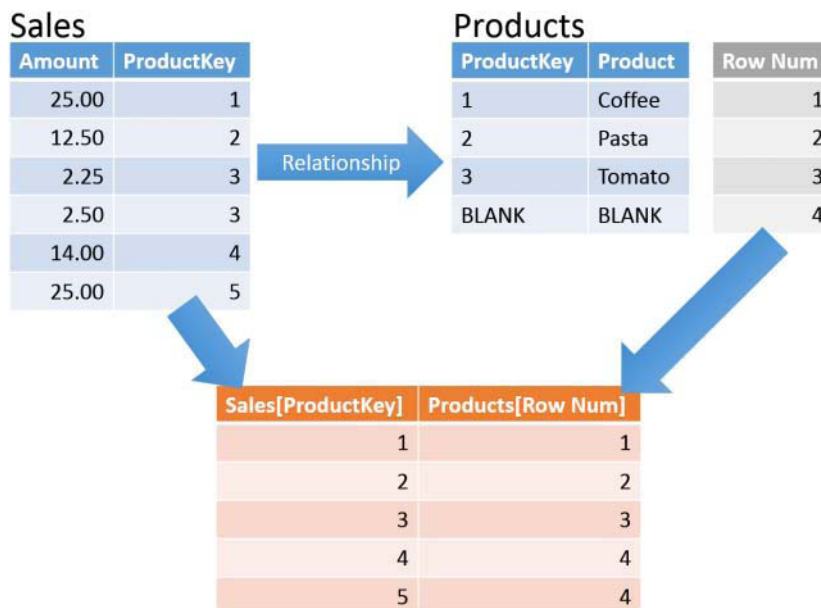 Sales
Amount ProductKey
25.00 1
12.50 2
2.25 3
2.50 3
14.00 4
25.00 5
Relationship
Products
ProductKey Product Row Num
1 Coffee 1
2 Pasta 2
3 Tomato 3
BLANK BLANK 4
Sales[ProductKey] Products[Row Num]
1 1
2 2
3 3
4 4
5 4